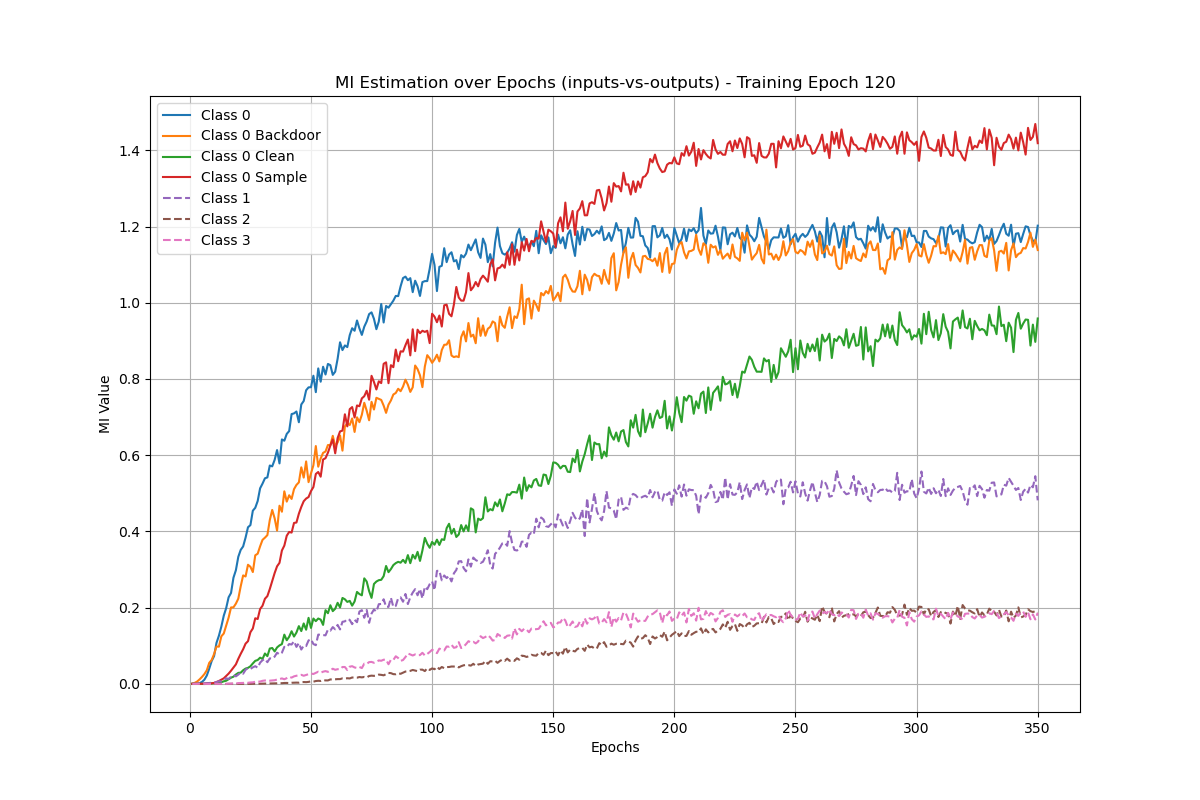 MI Estimation over Epochs (inputs-vs-outputs) - Training Epoch 120
Class 0
Class 0 Backdoor
Class 0 Clean
Class 0 Sample
Class 1
Class 2
Class 3
MI Value
1.4
1.2
1.0
0.8
0.6
0.4
0.2
0.0
0 50 100 150 200 250 300 350
Epochs